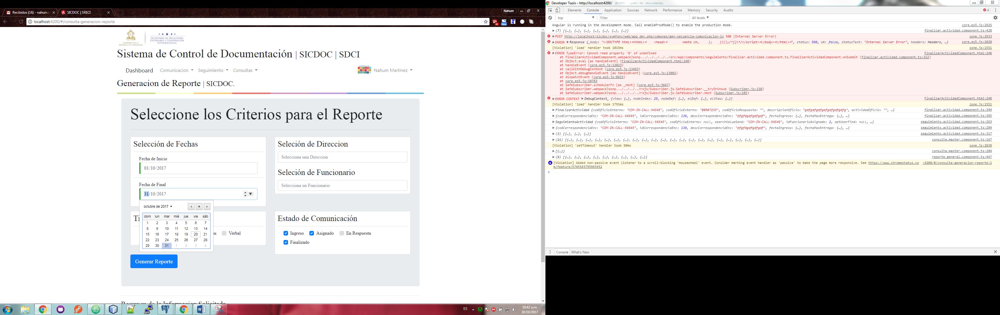 Recibidos (16) - nahum.
SICDOC | SRECI
Nahum
localhost:4200/#/consulta-generacion-reporte
GOBIERNO DE LA
REPÚBLICA DE HONDURAS
SECRETARÍA DE RELACIONES
EXTERIORES Y COOPERACIÓN
INTERNACIONAL
Sistema de Control de Documentación | SICDOC | SDCI
Dashboard Comunicacion Seguimiento Consultas Nahum Martinez
Generacion de Reporte | SICDOC.
Seleccione los Criterios para el Reporte
Selección de Fechas
Fecha de Inicio
01/10/2017
Fecha de Final
31/10/2017
octubre de 2017
dom lun mar mié jue vie sáb
1 2 3 4 5 6 7
8 9 10 11 12 13 14
15 16 17 18 19 20 21
22 23 24 25 26 27 28
29 30 31 1 2 3 4
Seleción de Direccion
Selecciona una Direccion
Seleción de Funcionario
Selecciona un Funcionario
Ti
as Verbal
Estado de Comunicación
Ingreso Asignado En Respuesta
Finalizado
Generar Reporte
Resumen de la Informacion Solicitada
ES
10:42 a.m.
20/10/2017
Developer Tools - http://localhost:4200/
Elements Console Application Sources Network Performance Memory Security Audits 4
top Filter All levels
Angular is running in the development mode. Call enableProdMode() to enable the production mode. core.es5.js:2925
(7) [{…}, {…}, {…}, {…}, {…}, {…}, {…}] finalizar.actividad.component.ts:428
POST http://localhost/sicdoc/symfony/web/app_dev.php/comunes/gen-secuencia-comunicacion-in 500 (Internal Server Error) zone.js:2933
ERROR Response {_body: "<!DOCTYPE html>↵<html>↵ <head>↵ <meta ch… ); })();/*]]>*/</script>↵</body>↵</html>↵", status: 500, ok: false, statusText: "Internal Server Error", headers: Headers, …} core.es5.js:1020
[Violation] 'load' handler took 1015ms zone.js:1551
ERROR TypeError: Cannot read property '0' of undefined FinalizarActividadComponent.html:248
at FinalizarActividadComponent.webpackJsonp.../../../../../src/app/components/seguimiento/finalizar.actividad.component.ts.FinalizarActividadComponent.onSubmit (finalizar.actividad.component.ts:212)
at Object.eval [as handleEvent] (FinalizarActividadComponent.html:248)
at handleEvent (core.es5.js:12023)
at callWithDebugContext (core.es5.js:13493)
at Object.debugHandleEvent [as handleEvent] (core.es5.js:13081)
at dispatchEvent (core.es5.js:8615)
at core.es5.js:10783
at SafeSubscriber.schedulerFn [as _next] (core.es5.js:3647)
at SafeSubscriber.webpackJsonp.../../../../rxjs/Subscriber.js.SafeSubscriber.__tryOrUnsub (Subscriber.js:238)
at SafeSubscriber.webpackJsonp.../../../../rxjs/Subscriber.js.SafeSubscriber.next (Subscriber.js:185)
ERROR CONTEXT DebugContext_ {view: {…}, nodeIndex: 25, nodeDef: {…}, elDef: {…}, elView: {…}} FinalizarActividadComponent.html:248
[Violation] 'load' handler took 1791ms zone.js:1551
FinalizarActividad {codOficioInterno: "COM-IN-CALL-54545", codOficioExterno: "88907235", codOficioRespuesta: "", descripcionOficio: "gdfgdfgdfgdfgdfgdfgdfg", actividadOficio: "", …} finalizar.actividad.component.ts:344
{codCorrespondenciaEnc: "COM-IN-CALL-54545", idCorrespondenciaEnc: 130, descCorrespondenciaEnc: "dfgfdgfdgfdgfdf", fechaIngreso: {…}, fechaMaxEntrega: {…}, …} finalizar.actividad.component.ts:365
SeguimientoActividad {codOficioInterno: "COM-IN-CALL-54545", codOficioExterno: null, searchValueSend: "COM-IN-CALL-54545", idFuncionarioAsignado: 2, optUserFind: null, …} seguimiento.actividad.component.ts:263
{codCorrespondenciaEnc: "COM-IN-CALL-54545", idCorrespondenciaEnc: 130, descCorrespondenciaEnc: "dfgfdgfdgfdgfdf", fechaIngreso: {…}, fechaMaxEntrega: {…}, …} seguimiento.actividad.component.ts:284
(3) [{…}, {…}, {…}] seguimiento.actividad.component.ts:317
(21) [{…}, {…}, {…}, {…}, {…}, {…}, {…}, {…}, {…}, {…}, {…}, {…}, {…}, {…}, {…}, {…}, {…}, {…}, {…}, {…}, {…}] consulta.master.component.ts:167
[Violation] 'setTimeout' handler took 50ms zone.js:2038
[{…}] consulta.master.component.ts:204
(9) [{…}, {…}, {…}, {…}, {…}, {…}, {…}, {…}, {…}] reporte.general.component.ts:447
6 [Violation] Added non-passive event listener to a scroll-blocking 'mousewheel' event. Consider marking event handler as 'passive' to make the page more responsive. See https://www.chromestatus.co :4200/#/consulta-generacion-reporte:1
m/feature/5745543795965952
Console What's New